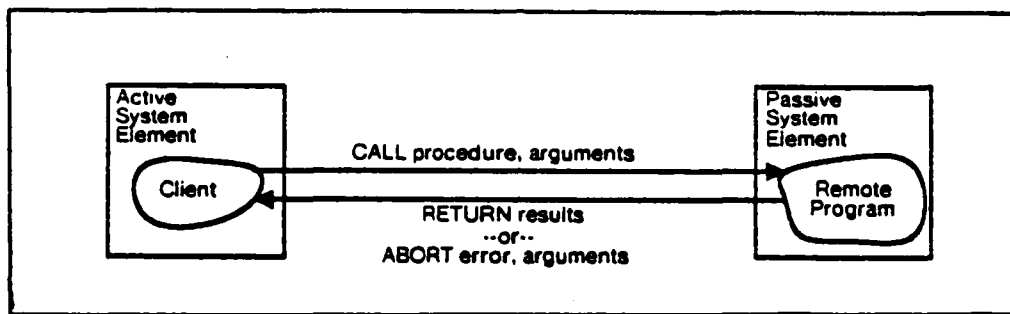 Active
System
Element
Client
CALL procedure, arguments
RETURN results
--or--
ABORT error, arguments
Passive
System
Element
Remote
Program